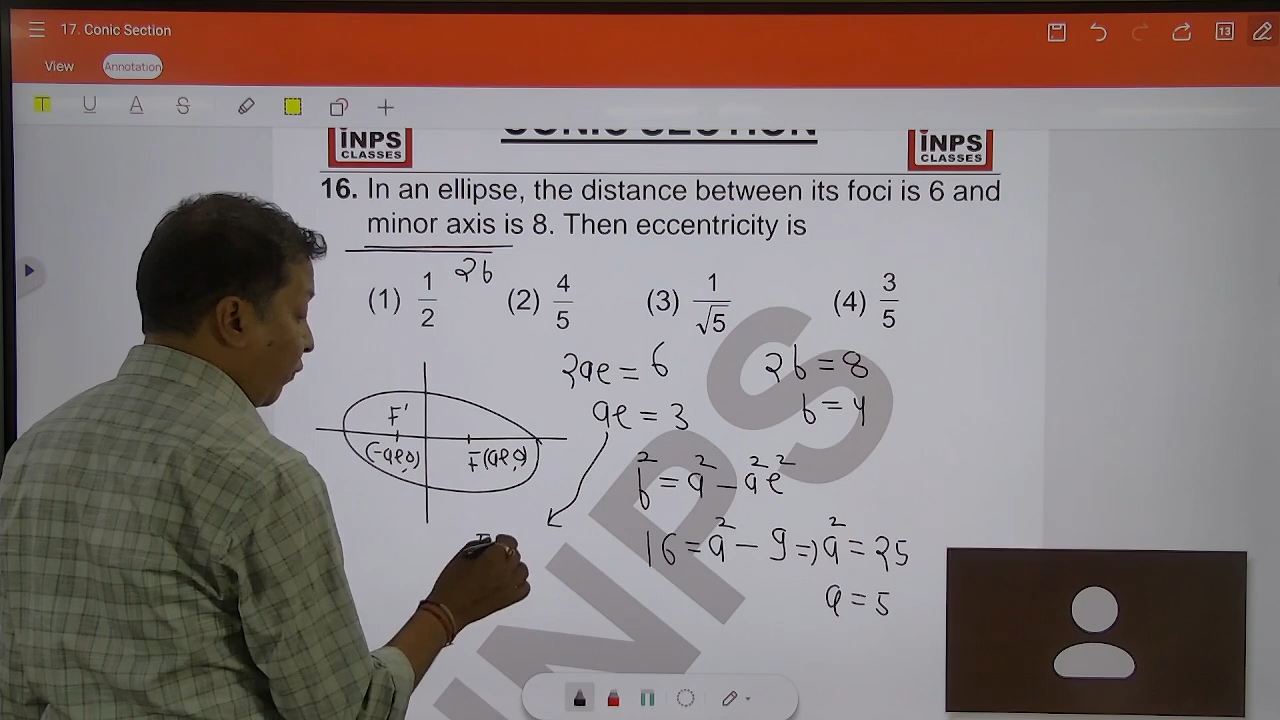 17. Conic Section
13
View
Annotation
T U A S
iNPS
CLASSES
CONIC SECTION
iNPS
CLASSES
16. In an ellipse, the distance between its foci is 6 and
minor axis is 8. Then eccentricity is
2b
(1) 1/2 (2) 4/5 (3) 1/√5 (4) 3/5
2ae = 6 2b = 8
ae = 3 b = 4
F'
(-ae,0) F(ae,0)
b² = a² - a²e²
16 = a² - 9 => a² = 25
a = 5
INPS